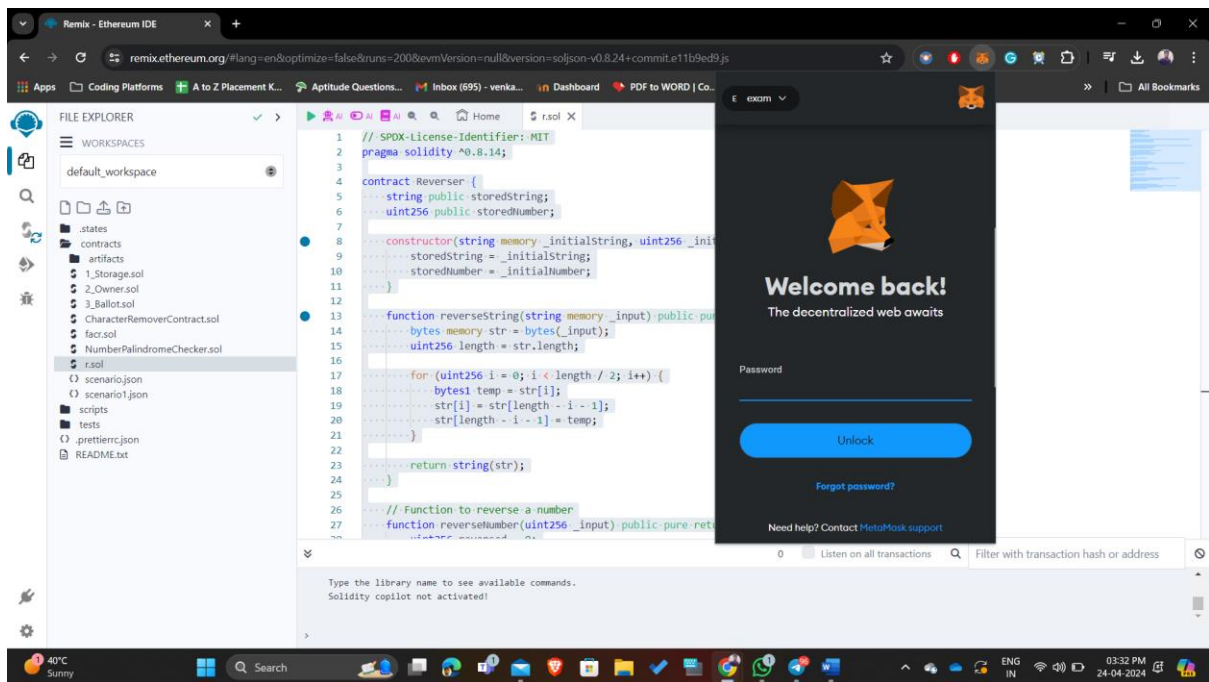 Remix - Ethereum IDE
remix.ethereum.org/#lang=en&optimize=false&runs=200&evmVersion=null&version=soljson-v0.8.24+commit.e11b9ed9.js
Apps Coding Platforms A to Z Placement K... Aptitude Questions... Inbox (695) - venka... Dashboard PDF to WORD | Co... » All Bookmarks
E exam
FILE EXPLORER
WORKSPACES
default_workspace
.states
contracts
artifacts
1_Storage.sol
2_Owner.sol
3_Ballot.sol
CharacterRemoverContract.sol
facr.sol
NumberPalindromeChecker.sol
r.sol
scenario.json
scenario1.json
scripts
tests
.prettierrc.json
README.txt
AI AI AI Home r.sol
1 // SPDX-License-Identifier: MIT
2 pragma solidity ^0.8.14;
3
4 contract Reverser {
5 string public storedString;
6 uint256 public storedNumber;
7
8 constructor(string memory _initialString, uint256 _init
9 storedString = _initialString;
10 storedNumber = _initialNumber;
11 }
12
13 function reverseString(string memory _input) public pur
14 bytes memory str = bytes(_input);
15 uint256 length = str.length;
16
17 for (uint256 i = 0; i < length / 2; i++) {
18 bytes1 temp = str[i];
19 str[i] = str[length - i - 1];
20 str[length - i - 1] = temp;
21 }
22
23 return string(str);
24 }
25
26 // Function to reverse a number
27 function reverseNumber(uint256 _input) public pure retu
Welcome back!
The decentralized web awaits
Password
Unlock
Forgot password?
Need help? Contact MetaMask support
0 Listen on all transactions Filter with transaction hash or address
Type the library name to see available commands.
Solidity copilot not activated!
>
1
40°C
Sunny
Search
ENG
IN
03:32 PM
24-04-2024